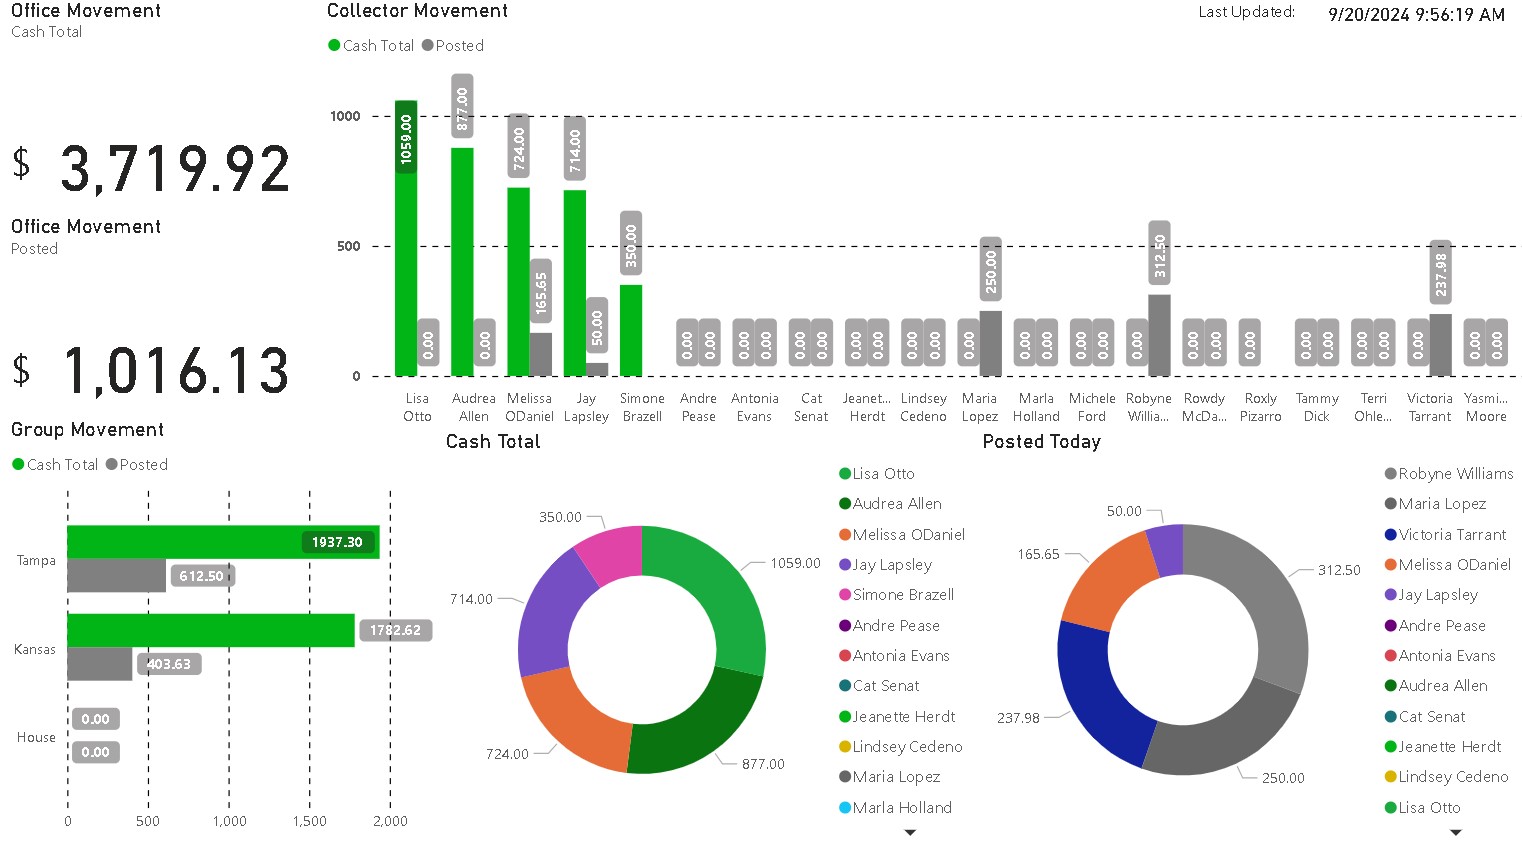 Office Movement
Cash Total
$ 3,719.92
Office Movement
Posted
$ 1,016.13
Collector Movement
Last Updated: 9/20/2024 9:56:19 AM
Cash Total Posted
1000
500
0
1059.00
0.00
877.00
0.00
724.00
165.65
714.00
50.00
350.00
0.00
0.00
0.00
0.00
0.00
0.00
0.00
0.00
0.00
0.00
0.00
250.00
0.00
0.00
0.00
0.00
0.00
312.50
0.00
0.00
0.00
0.00
0.00
0.00
0.00
0.00
237.98
0.00
0.00
Lisa Otto
Audrea Allen
Melissa ODaniel
Jay Lapsley
Simone Brazell
Andre Pease
Antonia Evans
Cat Senat
Jeanet... Herdt
Lindsey Cedeno
Maria Lopez
Marla Holland
Michele Ford
Robyne Willia...
Rowdy McDa...
Roxly Pizarro
Tammy Dick
Terri Ohle...
Victoria Tarrant
Yasmi... Moore
Group Movement
Cash Total Posted
Tampa
1937.30
612.50
Kansas
1782.62
403.63
House
0.00
0.00
0 500 1,000 1,500 2,000
Cash Total
350.00
1059.00
714.00
724.00
877.00
Lisa Otto
Audrea Allen
Melissa ODaniel
Jay Lapsley
Simone Brazell
Andre Pease
Antonia Evans
Cat Senat
Jeanette Herdt
Lindsey Cedeno
Maria Lopez
Marla Holland
Posted Today
50.00
165.65
312.50
237.98
250.00
Robyne Williams
Maria Lopez
Victoria Tarrant
Melissa ODaniel
Jay Lapsley
Andre Pease
Antonia Evans
Audrea Allen
Cat Senat
Jeanette Herdt
Lindsey Cedeno
Lisa Otto